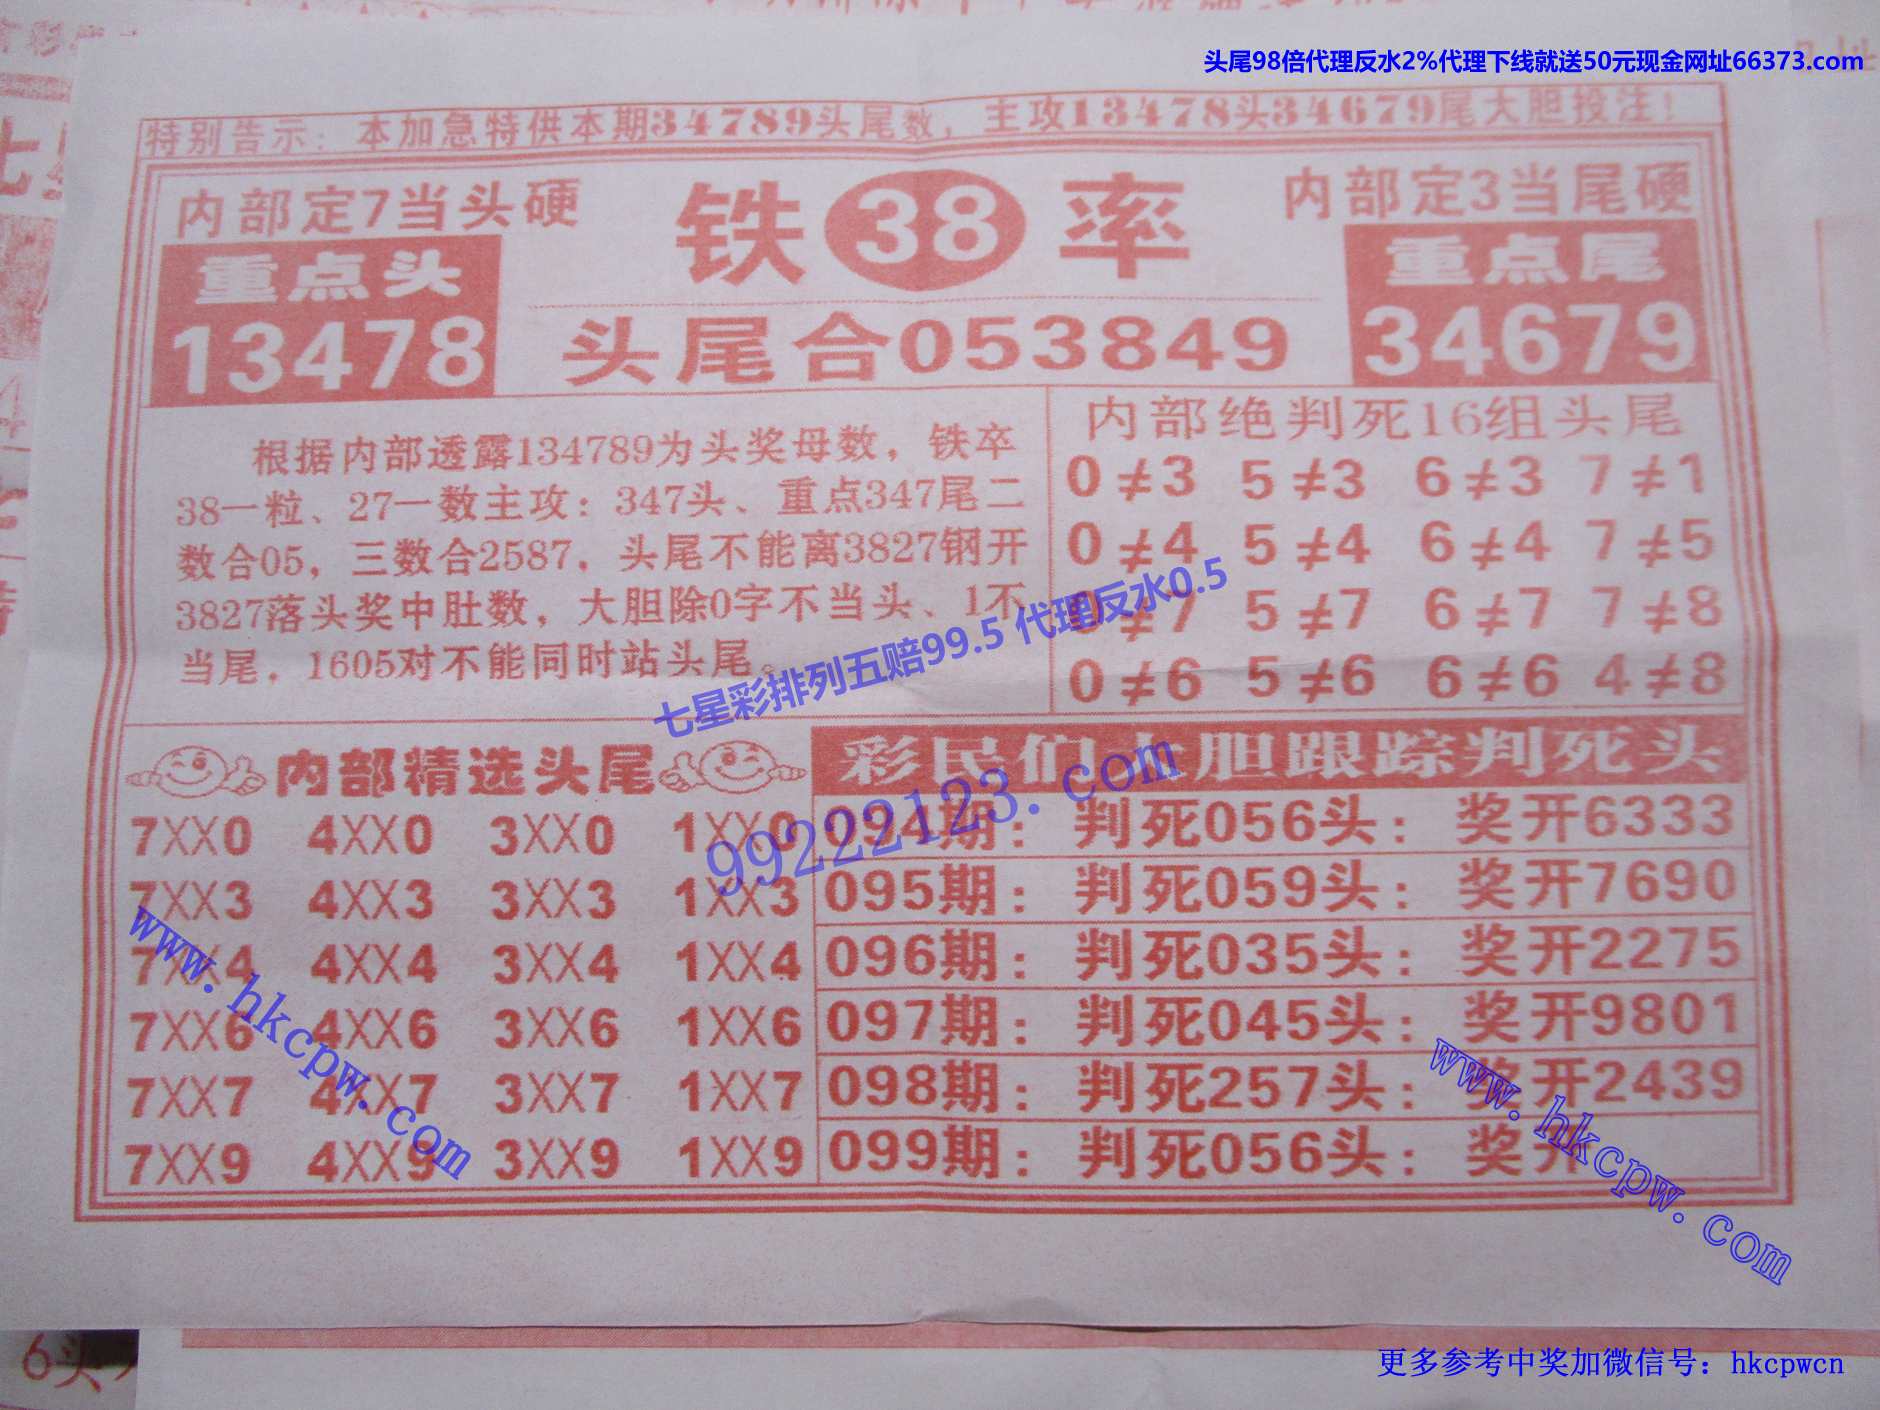 头尾98倍代理反水2%代理下线就送50元现金网址66373.com
特别告示：本加急特供本期34789头尾数，主攻13478头34679尾大胆投注！
内部定7当头硬
铁38率
内部定3当尾硬
重点头
13478
头尾合053849
重点尾
34679
根据内部透露134789为头奖母数，铁卒
38一粒、27一数主攻：347头、重点347尾二
数合05，三数合2587，头尾不能离3827钢开
3827落头奖中肚数，大胆除0字不当头、1不
当尾，1605对不能同时站头尾。
内部绝判死16组头尾
0≠3 5≠3 6≠3 7≠1
0≠4 5≠4 6≠4 7≠5
0≠7 5≠7 6≠7 7≠8
0≠6 5≠6 6≠6 4≠8
七星彩排列五赔99.5 代理反水0.5
99222123.com
内部精选头尾
7XX0 4XX0 3XX0 1XX0
7XX3 4XX3 3XX3 1XX3
7XX4 4XX4 3XX4 1XX4
7XX6 4XX6 3XX6 1XX6
7XX7 4XX7 3XX7 1XX7
7XX9 4XX9 3XX9 1XX9
彩民们大胆跟踪判死头
094期：判死056头：奖开6333
095期：判死059头：奖开7690
096期：判死035头：奖开2275
097期：判死045头：奖开9801
098期：判死257头：奖开2439
099期：判死056头：奖开
www.hkcpw.com
www.hkcpw.com
6头
更多参考中奖加微信号：hkcpwcn